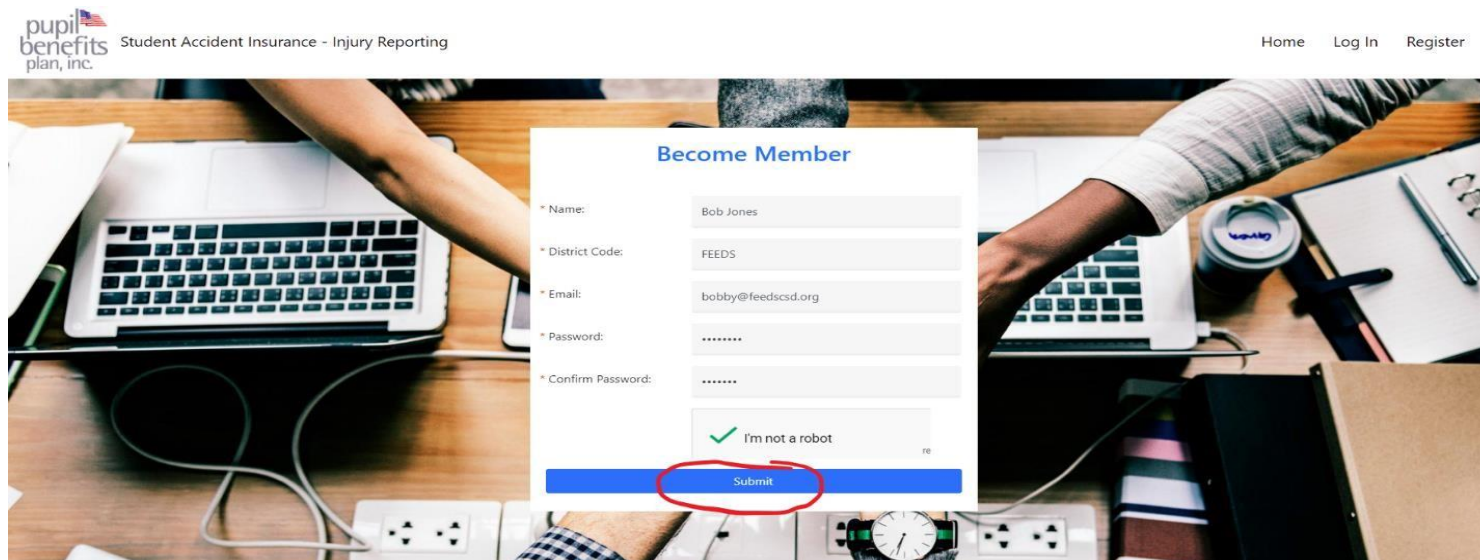 pupil
benefits
plan, inc.
Student Accident Insurance - Injury Reporting
Home Log In Register
Become Member
* Name: Bob Jones
* District Code: FEEDS
* Email: bobby@feedscsd.org
* Password: ••••••••
* Confirm Password: •••••••
I'm not a robot
re
Submit